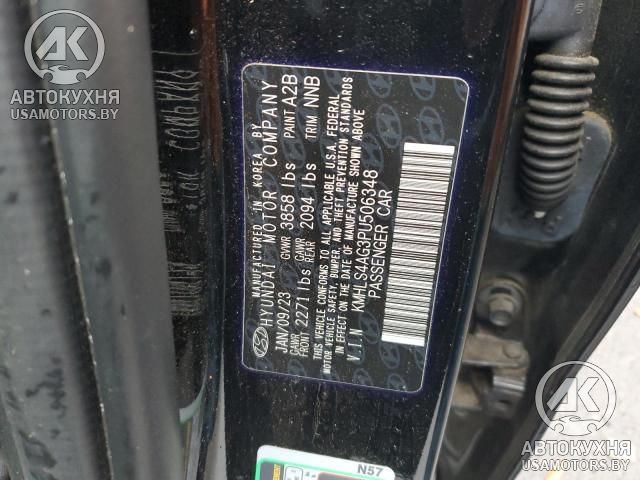 АВТОКУХНЯ
USAMOTORS.BY
MANUFACTURED IN KOREA BY
HYUNDAI MOTOR COMPANY
JAN/09/23 GVWR 3858 lbs PAINT A2B
GAWR FRONT 2271lbs GAWR REAR 2094 lbs TRIM NNB
THIS VEHICLE CONFORMS TO ALL APPLICABLE U.S.A. FEDERAL
MOTOR VEHICLE SAFETY, BUMPER, AND THEFT PREVENTION STANDARDS
IN EFFECT ON THE DATE OF MANUFACTURE SHOWN ABOVE
V.I.N KMHLS4AG3PU506348
PASSENGER CAR
N57
АВТОКУХНЯ
USAMOTORS.BY